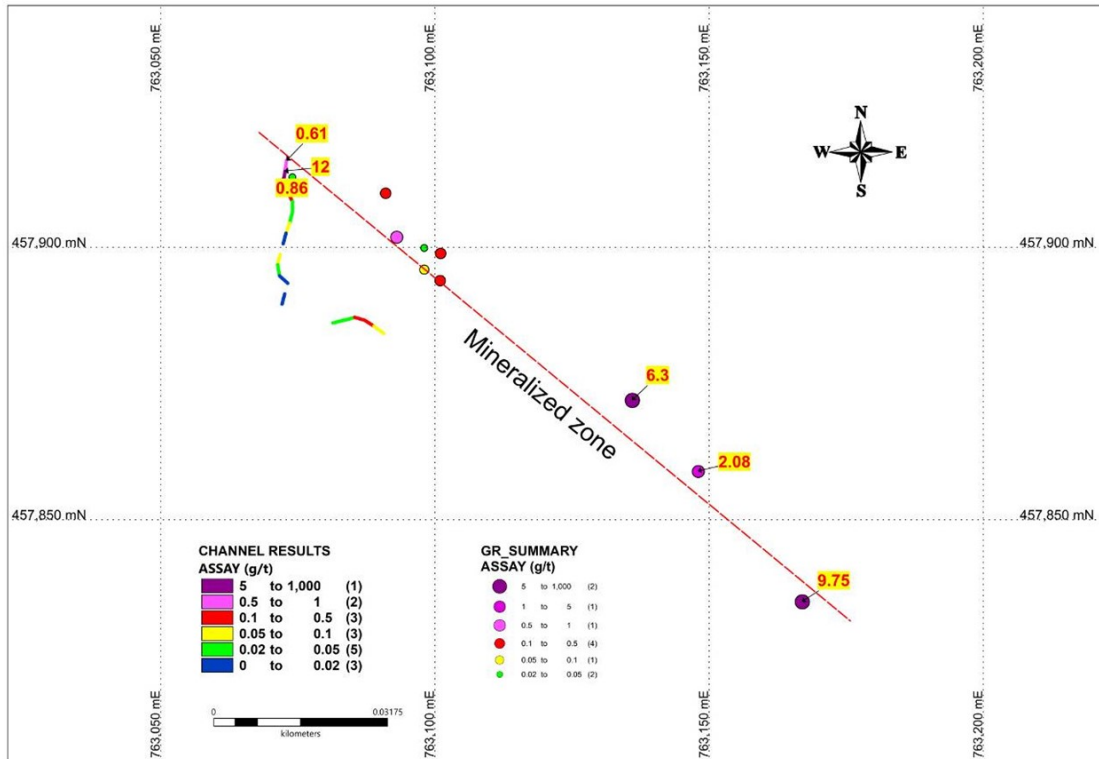 763,050 mE
763,100 mE
763,150 mE
763,200 mE
N
W E
S
0.61
12
0.86
457,900 mN
457,900 mN
Mineralized zone
6.3
2.08
457,850 mN
457,850 mN
9.75
CHANNEL RESULTS
ASSAY (g/t)
5 to 1,000 (1)
0.5 to 1 (2)
0.1 to 0.5 (3)
0.05 to 0.1 (3)
0.02 to 0.05 (5)
0 to 0.02 (3)
GR_SUMMARY
ASSAY (g/t)
5 to 1,000 (2)
1 to 5 (1)
0.5 to 1 (1)
0.1 to 0.5 (4)
0.05 to 0.1 (1)
0.02 to 0.05 (2)
0 0.03175
kilometers
763,050 mE
763,100 mE
763,150 mE
763,200 mE